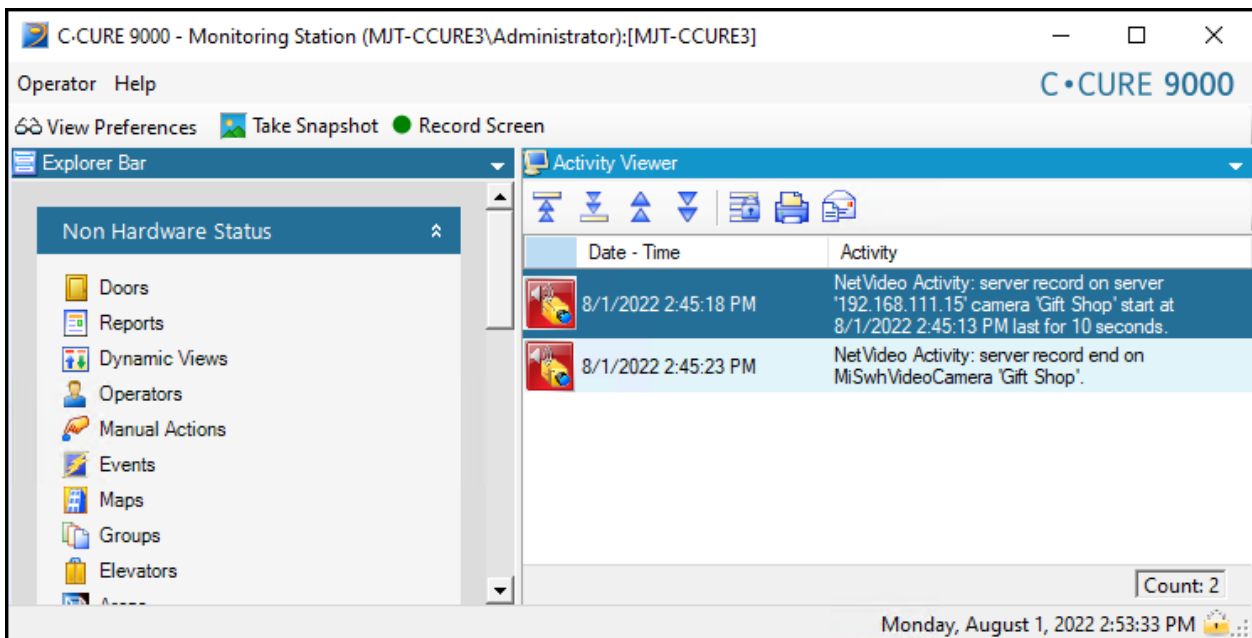 C·CURE 9000 - Monitoring Station (MJT-CCURE3\Administrator):[MJT-CCURE3]
Operator Help
C•CURE 9000
View Preferences Take Snapshot Record Screen
Explorer Bar
Non Hardware Status
Doors
Reports
Dynamic Views
Operators
Manual Actions
Events
Maps
Groups
Elevators
Activity Viewer
Date - Time Activity
8/1/2022 2:45:18 PM
NetVideo Activity: server record on server
'192.168.111.15' camera 'Gift Shop' start at
8/1/2022 2:45:13 PM last for 10 seconds.
8/1/2022 2:45:23 PM
NetVideo Activity: server record end on
MiSwhVideoCamera 'Gift Shop'.
Count: 2
Monday, August 1, 2022 2:53:33 PM